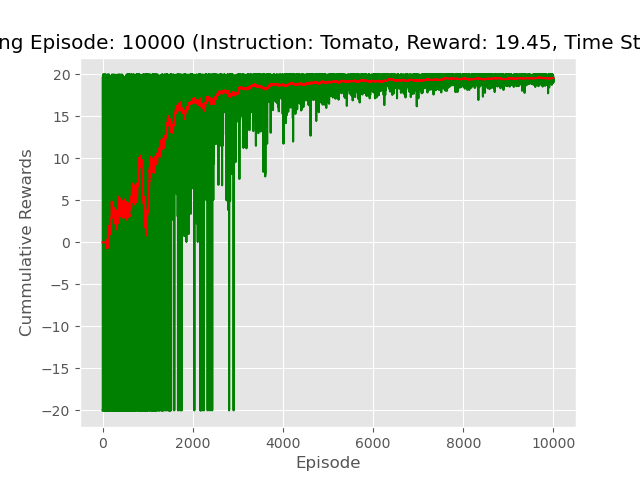 ng Episode: 10000 (Instruction: Tomato, Reward: 19.45, Time St
20
15
10
5
0
−5
−10
−15
−20
Cummulative Rewards
0 2000 4000 6000 8000 10000
Episode